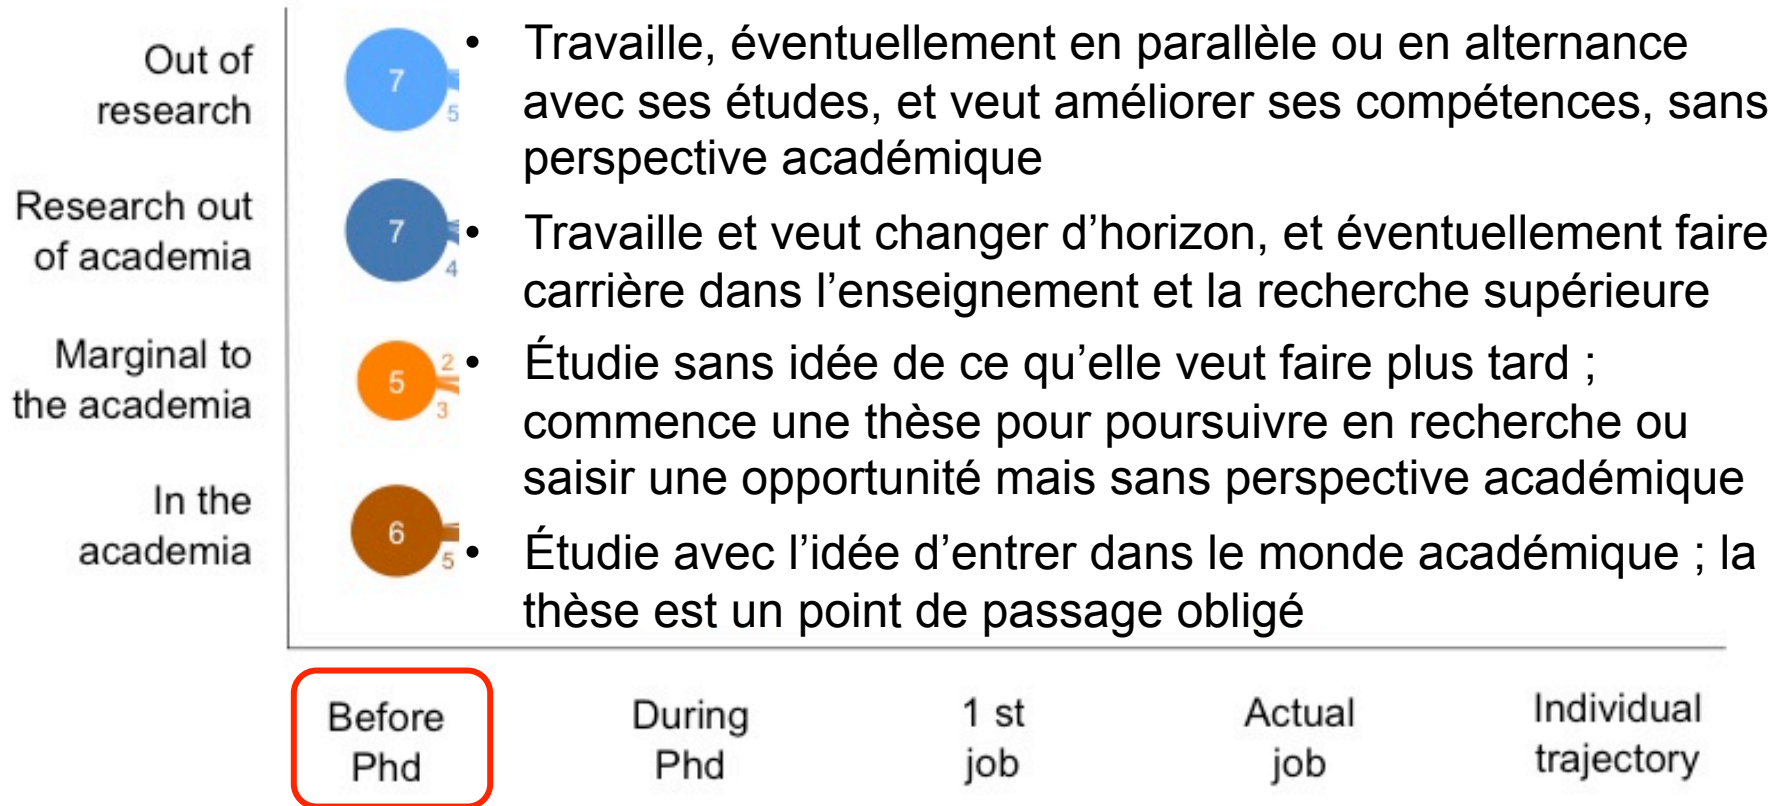 Out of
research
7
5
• Travaille, éventuellement en parallèle ou en alternance
avec ses études, et veut améliorer ses compétences, sans
perspective académique
Research out
of academia
7
4
• Travaille et veut changer d’horizon, et éventuellement faire
carrière dans l’enseignement et la recherche supérieure
Marginal to
the academia
5
2
3
• Étudie sans idée de ce qu’elle veut faire plus tard ;
commence une thèse pour poursuivre en recherche ou
saisir une opportunité mais sans perspective académique
In the
academia
6
5
• Étudie avec l’idée d’entrer dans le monde académique ; la
thèse est un point de passage obligé
Before
Phd
During
Phd
1 st
job
Actual
job
Individual
trajectory